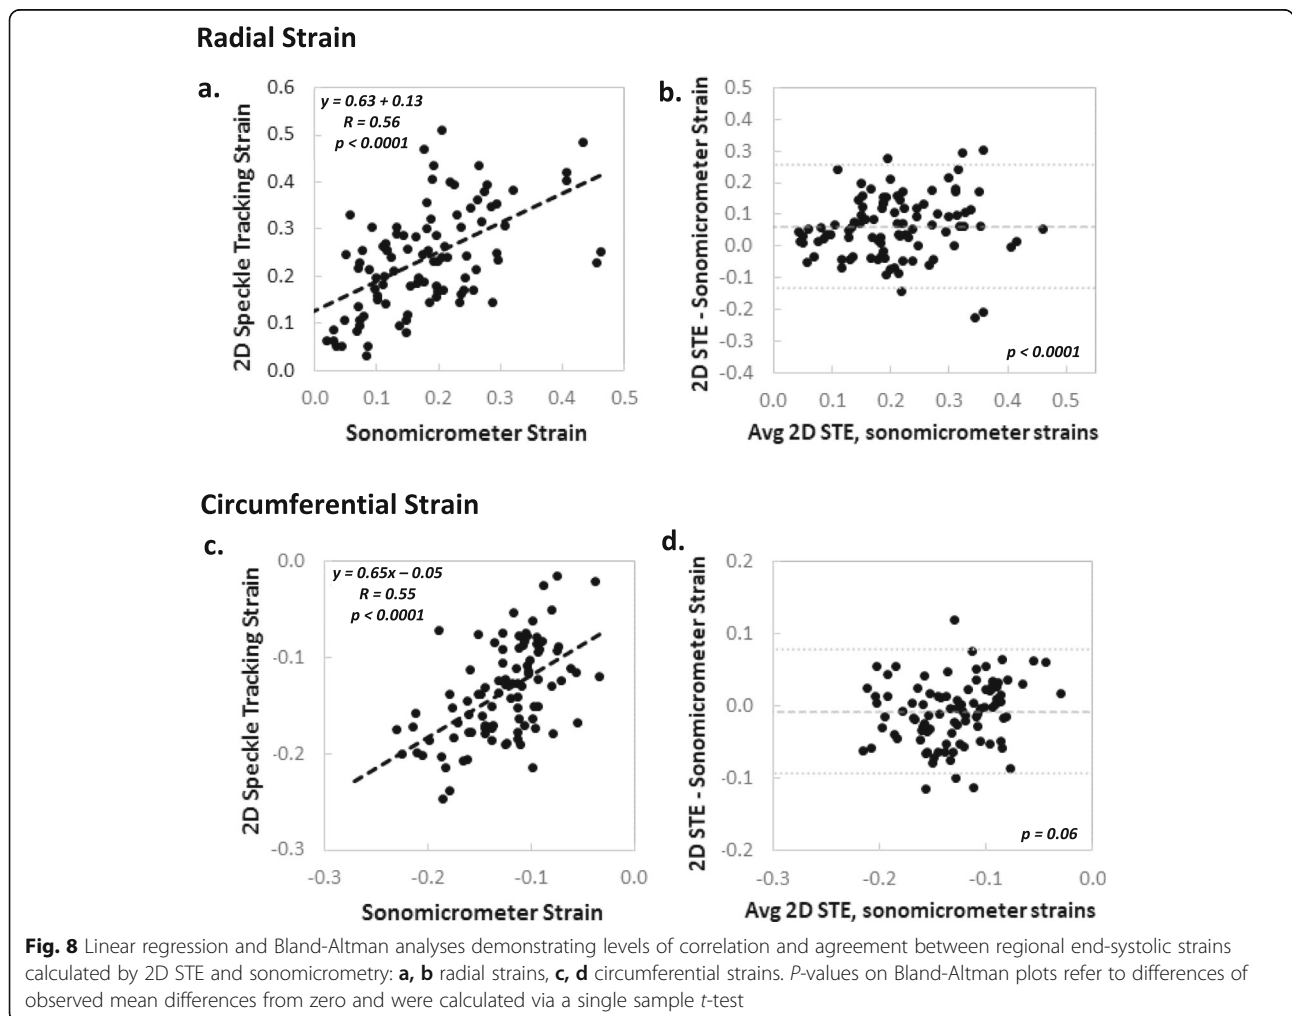 Radial Strain
a.
y = 0.63 + 0.13
R = 0.56
p < 0.0001
2D Speckle Tracking Strain
0.6
0.5
0.4
0.3
0.2
0.1
0.0
0.0 0.1 0.2 0.3 0.4 0.5
Sonomicrometer Strain
b.
2D STE - Sonomicrometer Strain
0.5
0.4
0.3
0.2
0.1
0.0
-0.1
-0.2
-0.3
-0.4
p < 0.0001
0.0 0.1 0.2 0.3 0.4 0.5
Avg 2D STE, sonomicrometer strains
Circumferential Strain
c.
y = 0.65x – 0.05
R = 0.55
p < 0.0001
2D Speckle Tracking Strain
0.0
-0.1
-0.2
-0.3
-0.3 -0.2 -0.1 0.0
Sonomicrometer Strain
d.
2D STE - Sonomicrometer Strain
0.2
0.1
0.0
-0.1
-0.2
p = 0.06
-0.3 -0.2 -0.1 0.0
Avg 2D STE, sonomicrometer strains
Fig. 8 Linear regression and Bland-Altman analyses demonstrating levels of correlation and agreement between regional end-systolic strains
calculated by 2D STE and sonomicrometry: a, b radial strains, c, d circumferential strains. P-values on Bland-Altman plots refer to differences of
observed mean differences from zero and were calculated via a single sample t-test